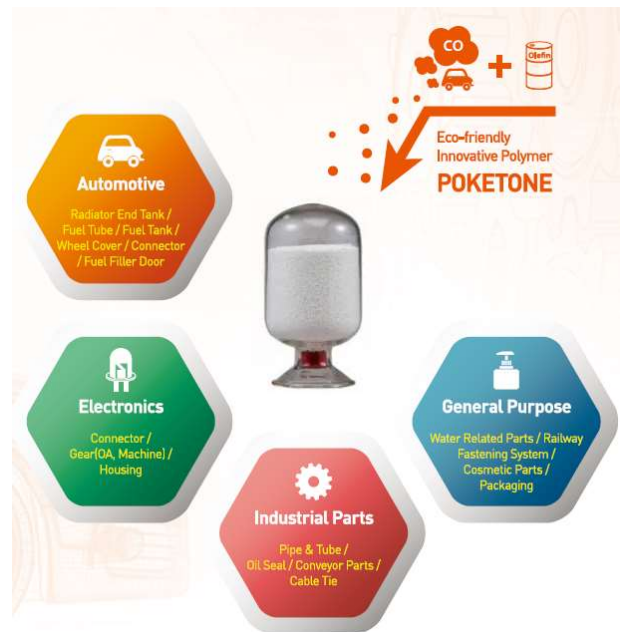 CO
+
Olefin
Eco-friendly
Innovative Polymer
POKETONE
Automotive
Radiator End Tank /
Fuel Tube / Fuel Tank /
Wheel Cover / Connector
/ Fuel Filler Door
Electronics
Connector /
Gear(OA, Machine) /
Housing
General Purpose
Water Related Parts / Railway
Fastening System /
Cosmetic Parts /
Packaging
Industrial Parts
Pipe & Tube /
Oil Seal / Conveyor Parts /
Cable Tie